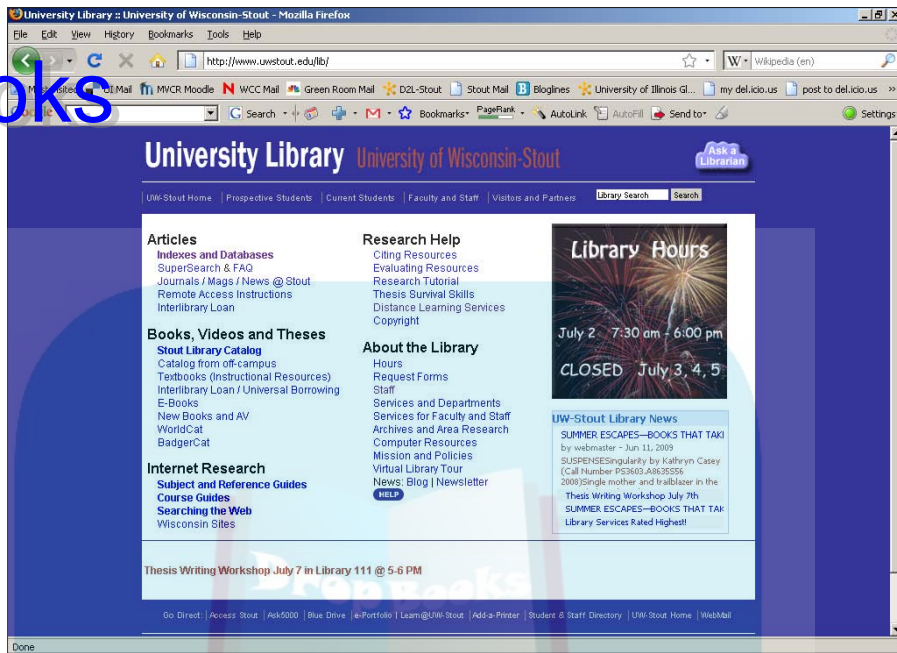 University Library :: University of Wisconsin-Stout - Mozilla Firefox
File Edit View History Bookmarks Tools Help
http://www.uwstout.edu/lib/
Wikipedia (en)
ooks
Mail MVCR Moodle WCC Mail Green Room Mail D2L-Stout Stout Mail Bloglines University of Illinois Gl... my del.icio.us post to del.icio.us »
Search Bookmarks PageRank AutoLink AutoFill Send to Settings
University Library University of Wisconsin-Stout
Ask a Librarian
UW-Stout Home | Prospective Students | Current Students | Faculty and Staff | Visitors and Partners Library Search Search
Articles
Indexes and Databases
SuperSearch & FAQ
Journals / Mags / News @ Stout
Remote Access Instructions
Interlibrary Loan
Books, Videos and Theses
Stout Library Catalog
Catalog from off-campus
Textbooks (Instructional Resources)
Interlibrary Loan / Universal Borrowing
E-Books
New Books and AV
WorldCat
BadgerCat
Internet Research
Subject and Reference Guides
Course Guides
Searching the Web
Wisconsin Sites
Research Help
Citing Resources
Evaluating Resources
Research Tutorial
Thesis Survival Skills
Distance Learning Services
Copyright
About the Library
Hours
Request Forms
Staff
Services and Departments
Services for Faculty and Staff
Archives and Area Research
Computer Resources
Mission and Policies
Virtual Library Tour
News: Blog | Newsletter
HELP
Library Hours
July 2 7:30 am - 6:00 pm
CLOSED July 3, 4, 5
UW-Stout Library News
SUMMER ESCAPES—BOOKS THAT TAKI
by webmaster - Jun 11, 2009
SUSPENSESingularity by Kathryn Casey
(Call Number PS3603.A8635S56
2008)Single mother and trailblazer in the
Thesis Writing Workshop July 7th
SUMMER ESCAPES—BOOKS THAT TAK
Library Services Rated Highest!
Thesis Writing Workshop July 7 in Library 111 @ 5-6 PM
DropBooks
Go Direct: | Access Stout | Ask5000 | Blue Drive | e-Portfolio | Learn@UW-Stout | Add-a-Printer | Student & Staff Directory | UW-Stout Home | WebMail
Done